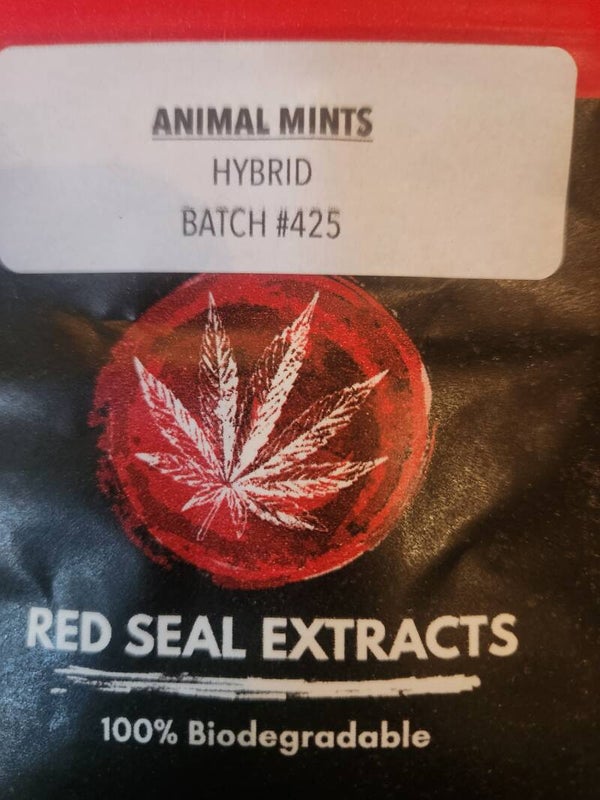 ANIMAL MINTS
HYBRID
BATCH #425
RED SEAL EXTRACTS
100% Biodegradable